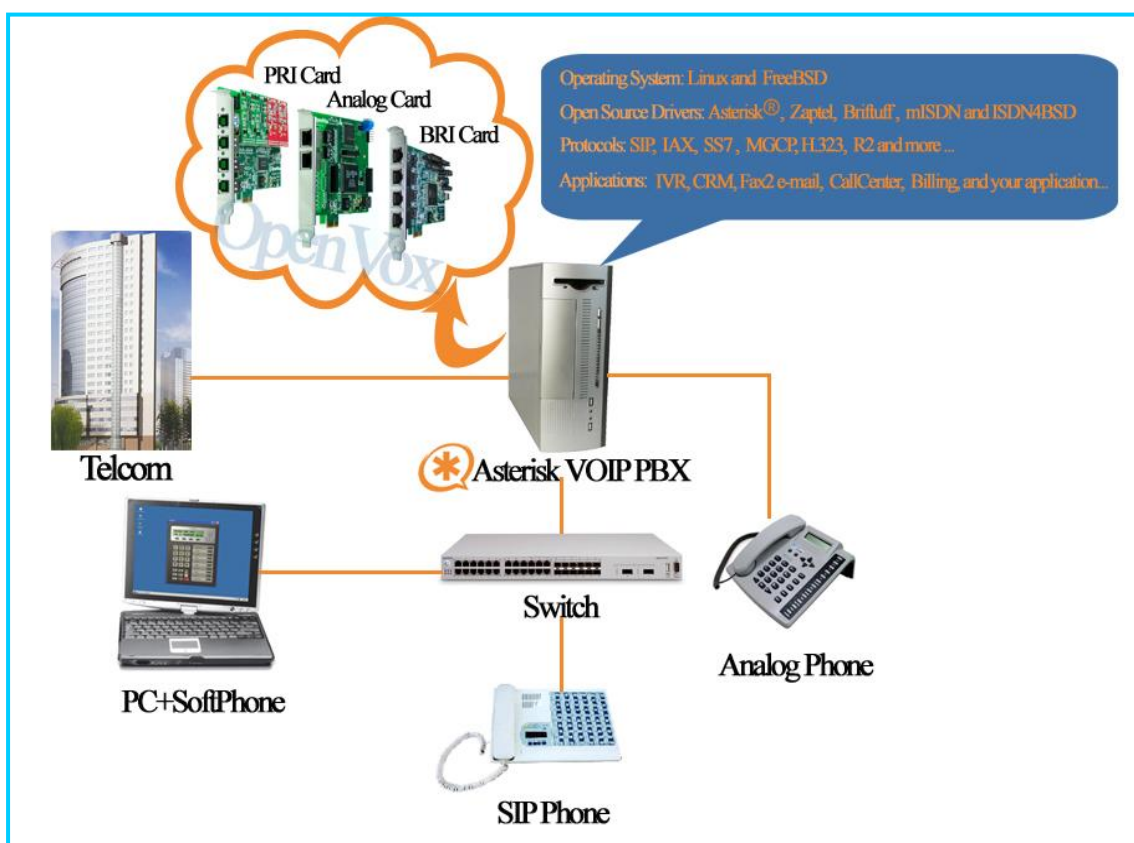 PRI Card
Analog Card
BRI Card
OpenVox
Operating System: Linux and FreeBSD
Open Source Drivers: Asterisk®, Zaptel, Briftuff, mISDN and ISDN4BSD
Protocols: SIP, IAX, SS7, MGCP, H.323, R2 and more ...
Applications: IVR, CRM, Fax2 e-mail, CallCenter, Billing, and your application...
Telcom
Asterisk VOIP PBX
Switch
Analog Phone
PC+SoftPhone
SIP Phone